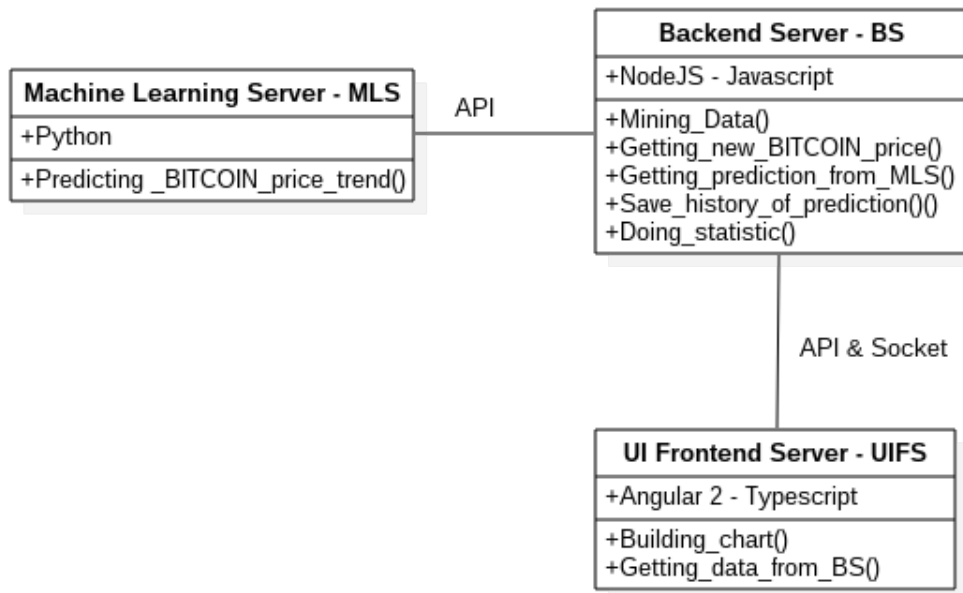 Machine Learning Server - MLS
+Python
+Predicting _BITCOIN_price_trend()
API
Backend Server - BS
+NodeJS - Javascript
+Mining_Data()
+Getting_new_BITCOIN_price()
+Getting_prediction_from_MLS()
+Save_history_of_prediction()()
+Doing_statistic()
API & Socket
UI Frontend Server - UIFS
+Angular 2 - Typescript
+Building_chart()
+Getting_data_from_BS()